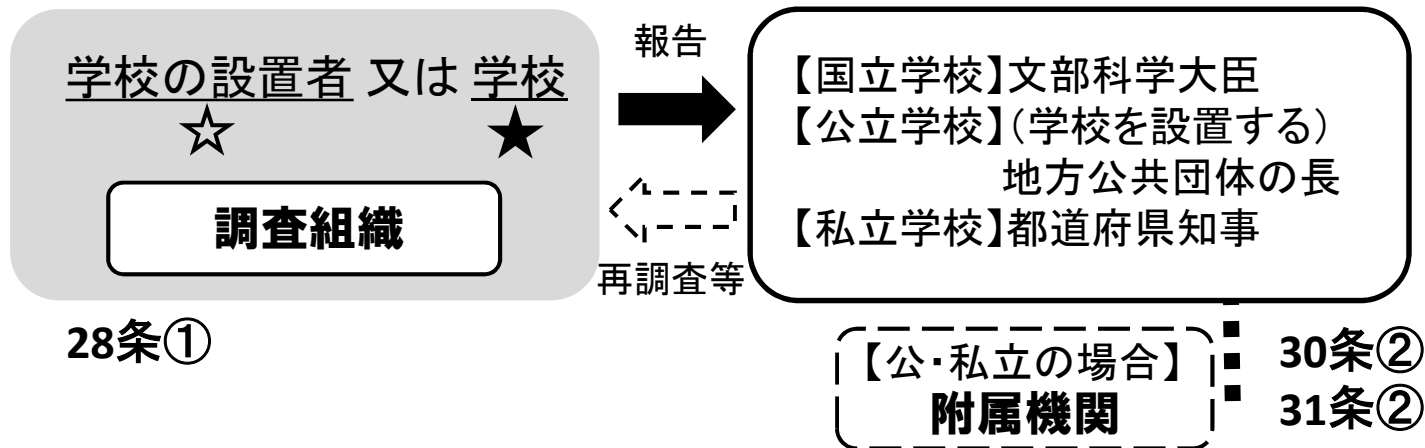 学校の設置者 又は 学校
☆ ★
調査組織
28条①
報告
再調査等
【国立学校】文部科学大臣
【公立学校】（学校を設置する）
地方公共団体の長
【私立学校】都道府県知事
【公・私立の場合】
附属機関
30条②
31条②